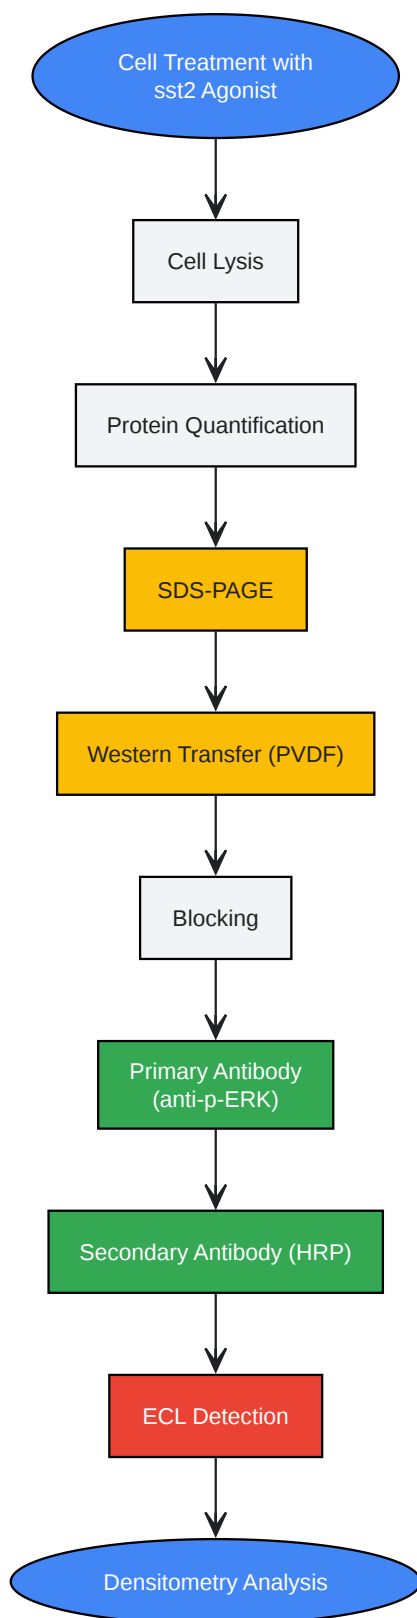 Cell Treatment with
sst2 Agonist
Cell Lysis
Protein Quantification
SDS-PAGE
Western Transfer (PVDF)
Blocking
Primary Antibody
(anti-p-ERK)
Secondary Antibody (HRP)
ECL Detection
Densitometry Analysis